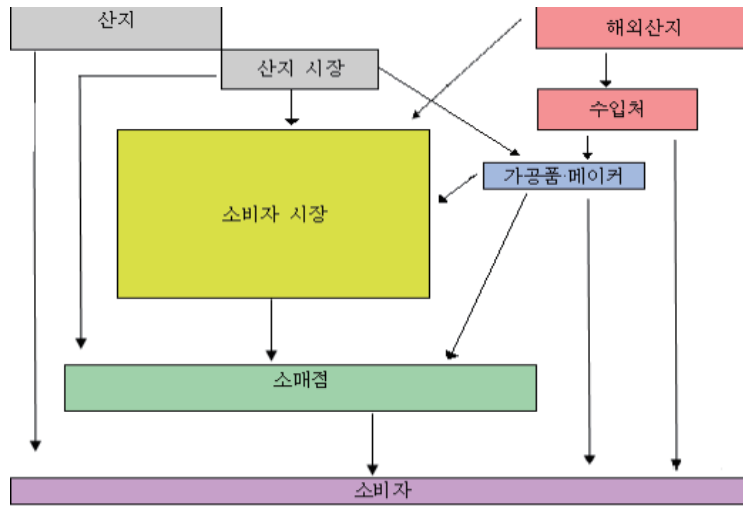 산지
해외산지
산지 시장
수입처
가공품·메이커
소비자 시장
소매점
소비자